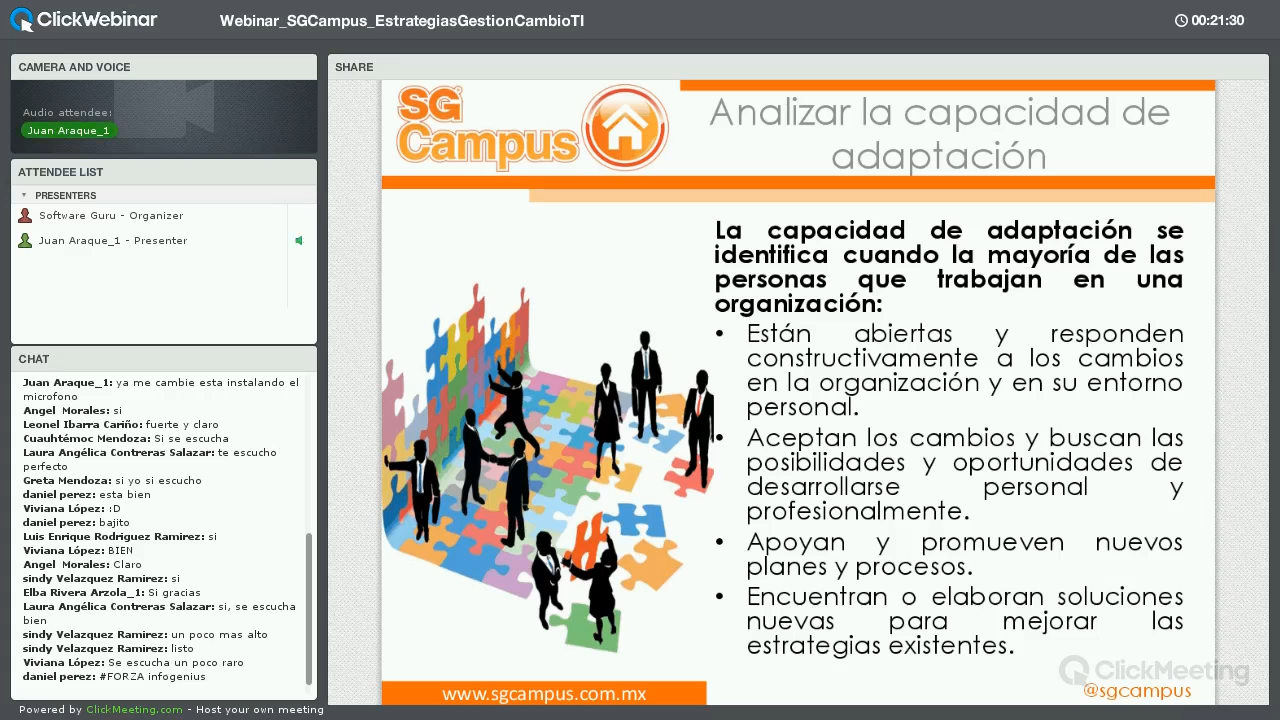 ClickWebinar
Webinar_SGCampus_EstrategiasGestionCambioTI
00:21:30
CAMERA AND VOICE
Audio attendee:
Juan Araque_1
ATTENDEE LIST
PRESENTERS
Software Guru - Organizer
Juan Araque_1 - Presenter
CHAT
Juan Araque_1: ya me cambie esta instalando el
microfono
Angel Morales: si
Leonel Ibarra Cariño: fuerte y claro
Cuauhtémoc Mendoza: Si se escucha
Laura Angélica Contreras Salazar: te escucho
perfecto
Greta Mendoza: si yo si escucho
daniel perez: esta bien
Viviana López: :D
daniel perez: bajito
Luis Enrique Rodriguez Ramirez: si
Viviana López: BIEN
Angel Morales: Claro
sindy Velazquez Ramirez: si
Elba Rivera Arzola_1: Si gracias
Laura Angélica Contreras Salazar: si, se escucha
bien
sindy Velazquez Ramirez: un poco mas alto
sindy Velazquez Ramirez: listo
Viviana López: Se escucha un poco raro
daniel perez: #FORZA infogenius
Powered by ClickMeeting.com - Host your own meeting
SHARE
SG
Campus
Analizar la capacidad de
adaptación
La capacidad de adaptación se
identifica cuando la mayoría de las
personas que trabajan en una
organización:
• Están abiertas y responden
constructivamente a los cambios
en la organización y en su entorno
personal.
• Aceptan los cambios y buscan las
posibilidades y oportunidades de
desarrollarse personal y
profesionalmente.
• Apoyan y promueven nuevos
planes y procesos.
• Encuentran o elaboran soluciones
nuevas para mejorar las
estrategias existentes.
ClickMeeting
www.sgcampus.com.mx
@sgcampus